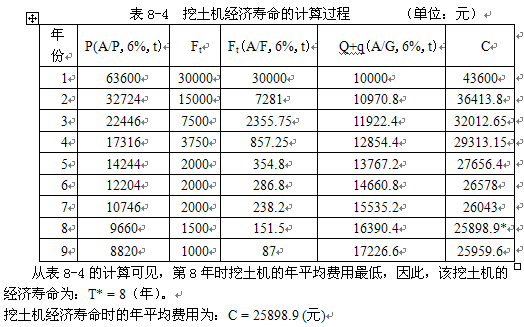 表 8-4 挖土机经济寿命的计算过程 (单位：元)
年份 P(A/P, 6%, t) Ft Ft(A/F, 6%, t) Q+q(A/G, 6%, t) C
1 63600 30000 30000 10000 43600
2 32724 15000 7281 10970.8 36413.8
3 22446 7500 2355.75 11922.4 32012.65
4 17316 3750 857.25 12854.4 29313.15
5 14244 2000 354.8 13767.2 27656.4
6 12204 2000 286.8 14660.8 26578
7 10746 2000 238.2 15535.2 26043
8 9660 1500 151.5 16390.4 25898.9*
9 8820 1000 87 17226.6 25959.6
从表 8-4 的计算可见，第 8 年时挖土机的年平均费用最低，因此，该挖土机的
经济寿命为：T* = 8（年）。
挖土机经济寿命时的年平均费用为：C = 25898.9 (元)